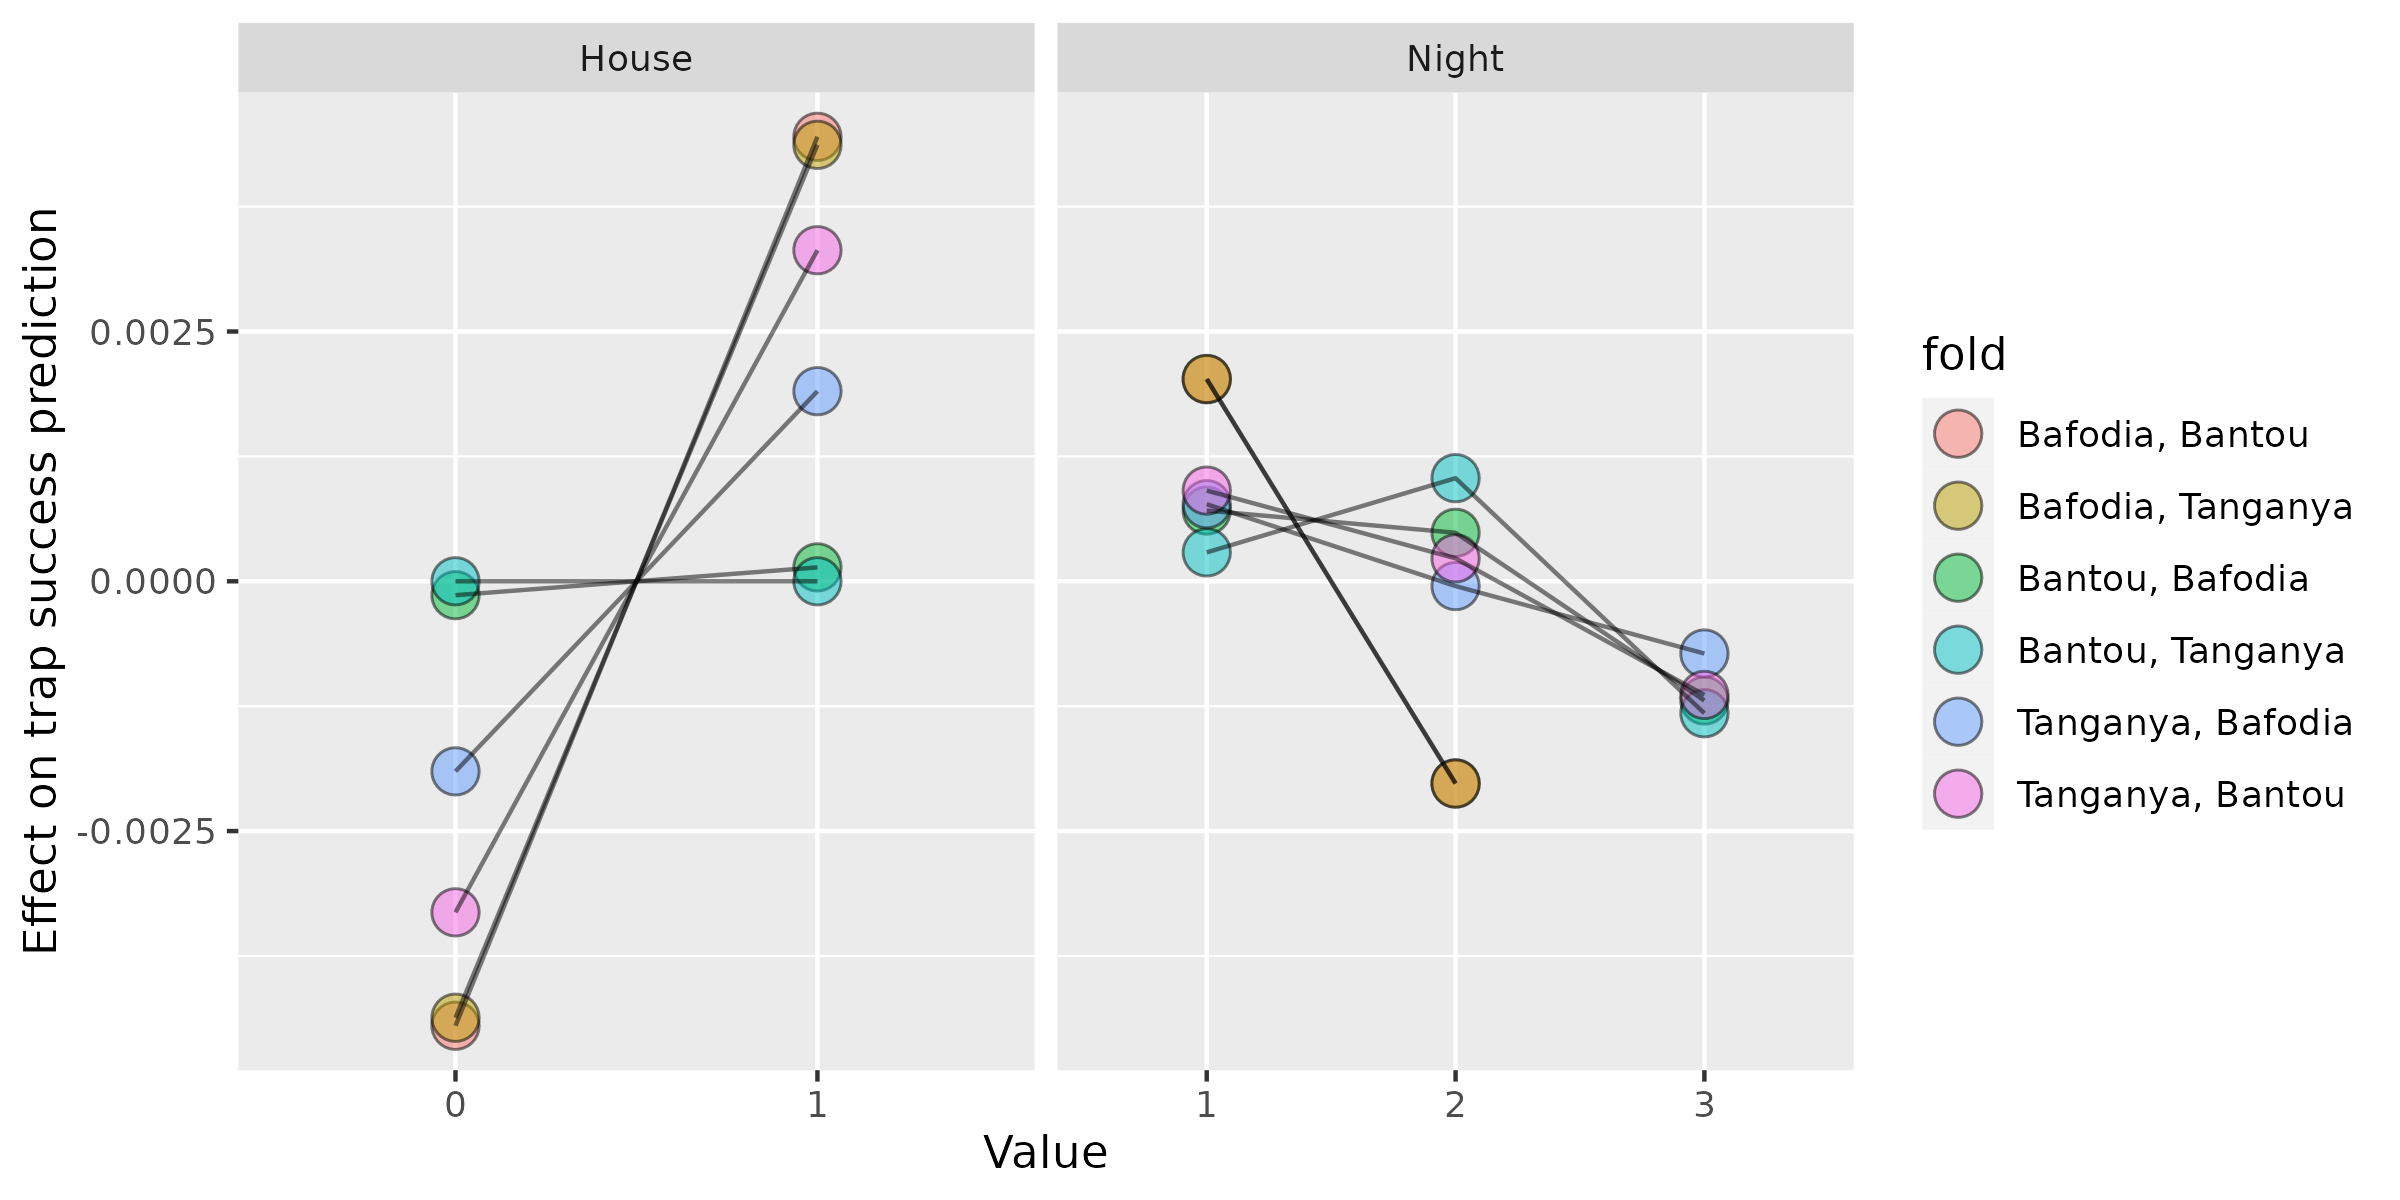 House
Night
Effect on trap success prediction
0.0025
0.0000
-0.0025
0
1
1
2
3
Value
fold
Bafodia, Bantou
Bafodia, Tanganya
Bantou, Bafodia
Bantou, Tanganya
Tanganya, Bafodia
Tanganya, Bantou